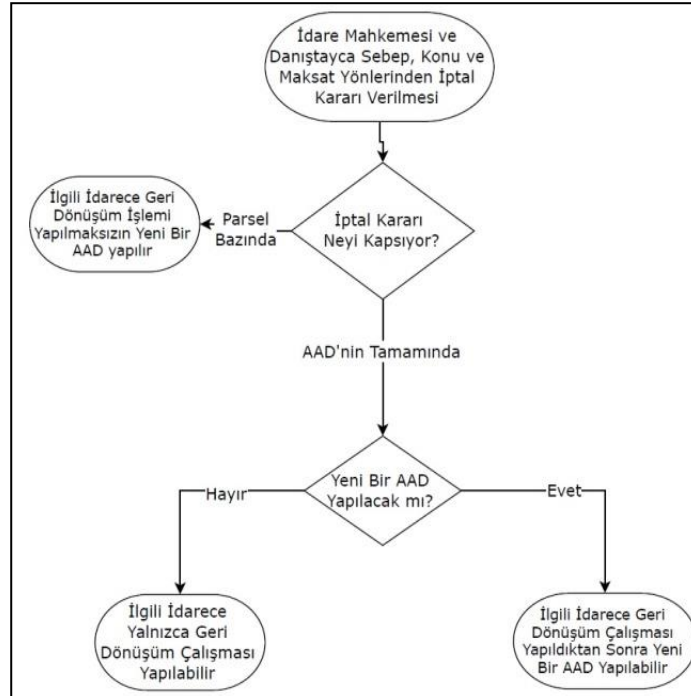 İdare Mahkemesi ve
Danıştayca Sebep, Konu ve
Maksat Yönlerinden İptal
Kararı Verilmesi
İptal Kararı
Neyi Kapsıyor?
Parsel
Bazında
İlgili İdarece Geri
Dönüşüm İşlemi
Yapılmaksızın Yeni Bir
AAD yapılır
AAD'nin Tamamında
Yeni Bir AAD
Yapılacak mı?
Hayır
Evet
İlgili İdarece
Yalnızca Geri
Dönüşüm Çalışması
Yapılabilir
İlgili İdarece Geri
Dönüşüm Çalışması
Yapıldıktan Sonra Yeni
Bir AAD Yapılabilir